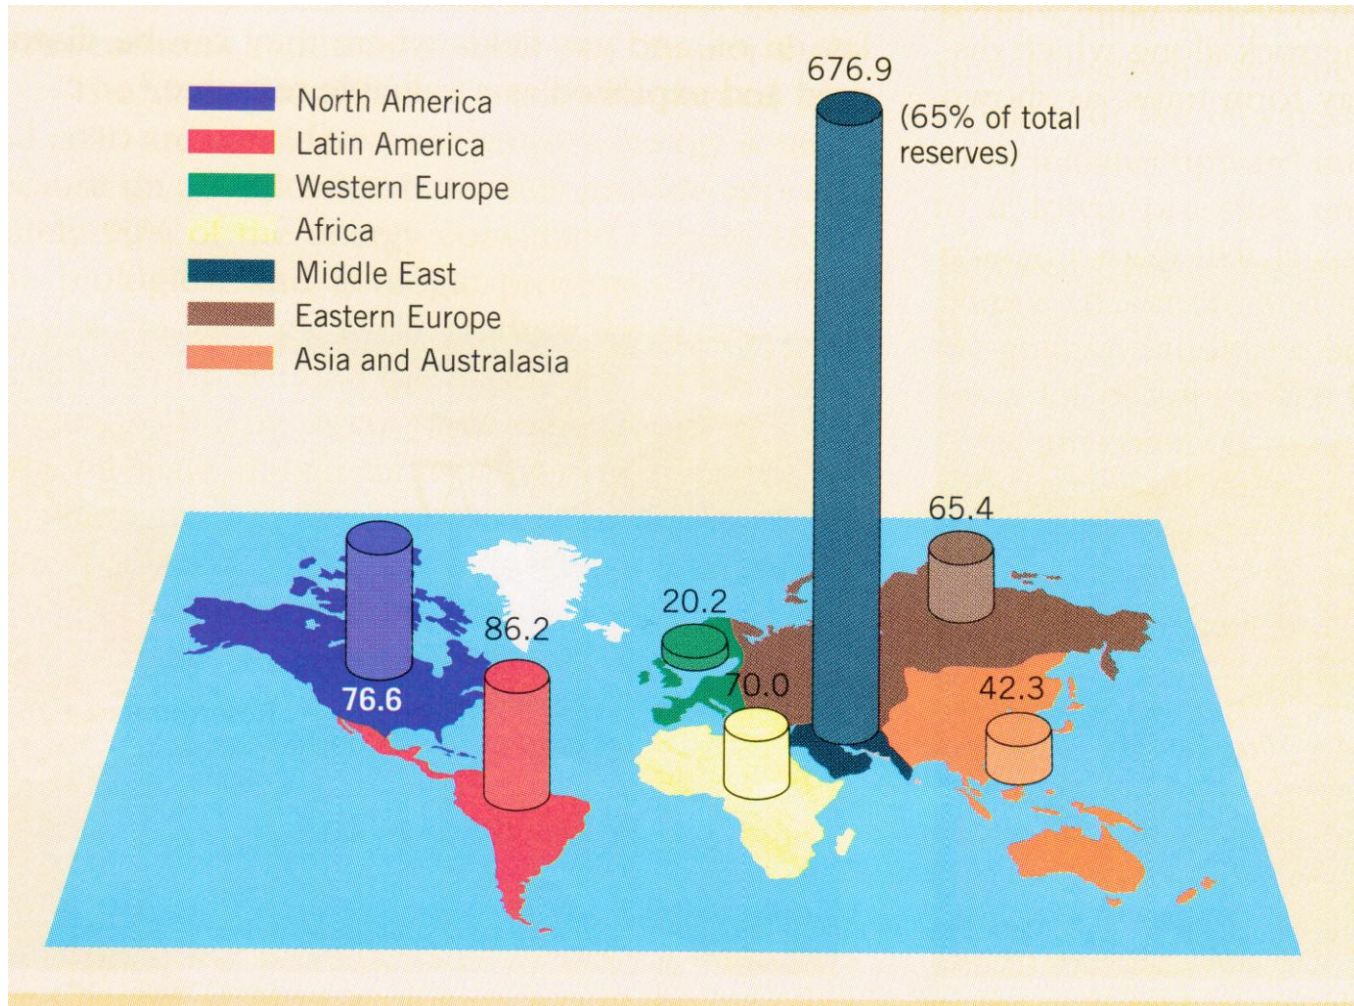 676.9
(65% of total
reserves)
North America
Latin America
Western Europe
Africa
Middle East
Eastern Europe
Asia and Australasia
65.4
20.2
86.2
76.6
70.0
42.3